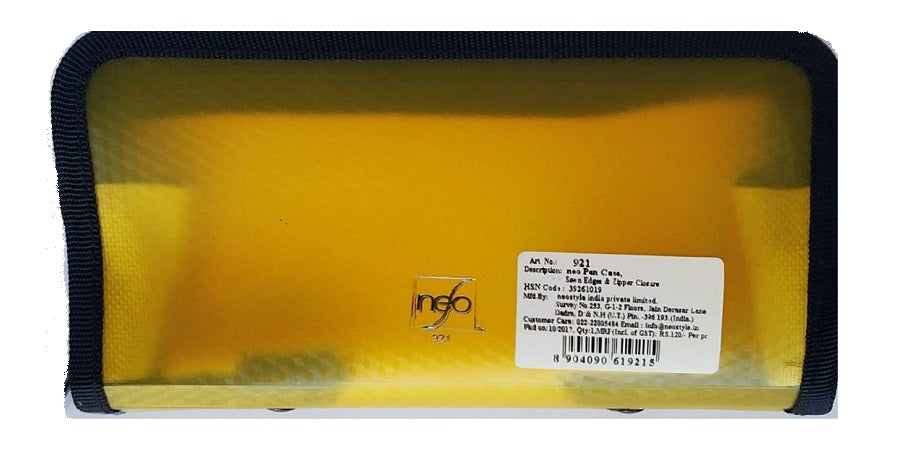 neo
921
Art No.: 921
Description: neo Pen Case,
Sewn Edges & Zipper Closure
HSN Code: 39261019
Mfd.By: neostyle india private limited.
Survey No.253, G-1-2 Floors, Jain Derasar Lane
Dadra, D & N.H (U.T.) Pin. -396 193.(India.)
Customer Care: 022-22005484 Email : info@neostyle.in
Pkd on:10/2017, Qty:1,MRP(Incl. of GST): RS.120/- Per pc
8 904090 619215